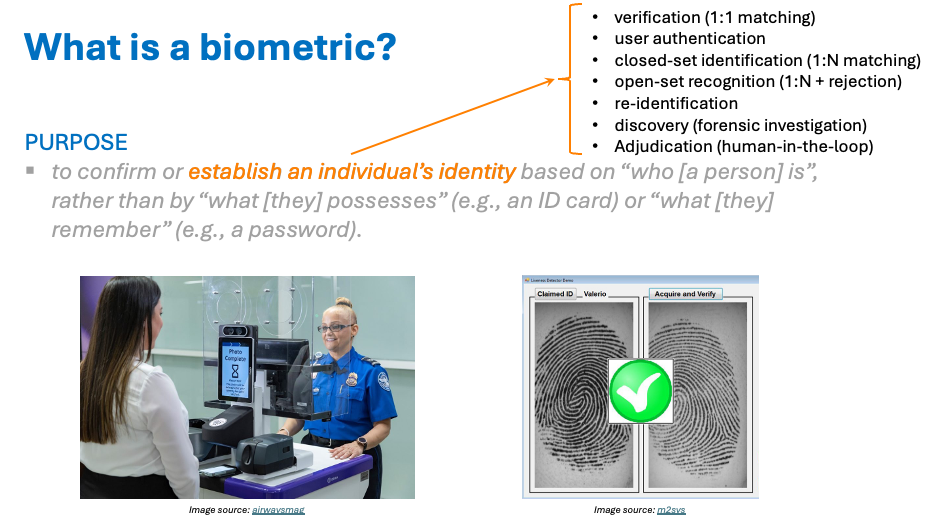 What is a biometric?
• verification (1:1 matching)
• user authentication
• closed-set identification (1:N matching)
• open-set recognition (1:N + rejection)
• re-identification
• discovery (forensic investigation)
• Adjudication (human-in-the-loop)
PURPOSE
▪ to confirm or establish an individual’s identity based on “who [a person] is”,
rather than by “what [they] possesses” (e.g., an ID card) or “what [they]
remember” (e.g., a password).
Photo
Complete
Liveness Detector Demo
Claimed ID Valerio
Acquire and Verify
Image source: airwaysmag
Image source: m2sys